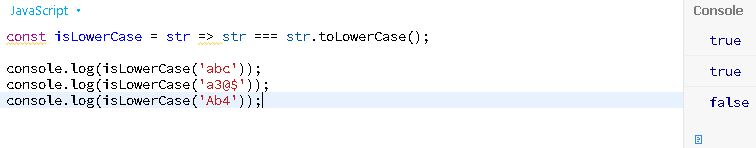 JavaScript
const isLowerCase = str => str === str.toLowerCase();
console.log(isLowerCase('abc'));
console.log(isLowerCase('a3@$'));
console.log(isLowerCase('Ab4'));
Console
true
true
false